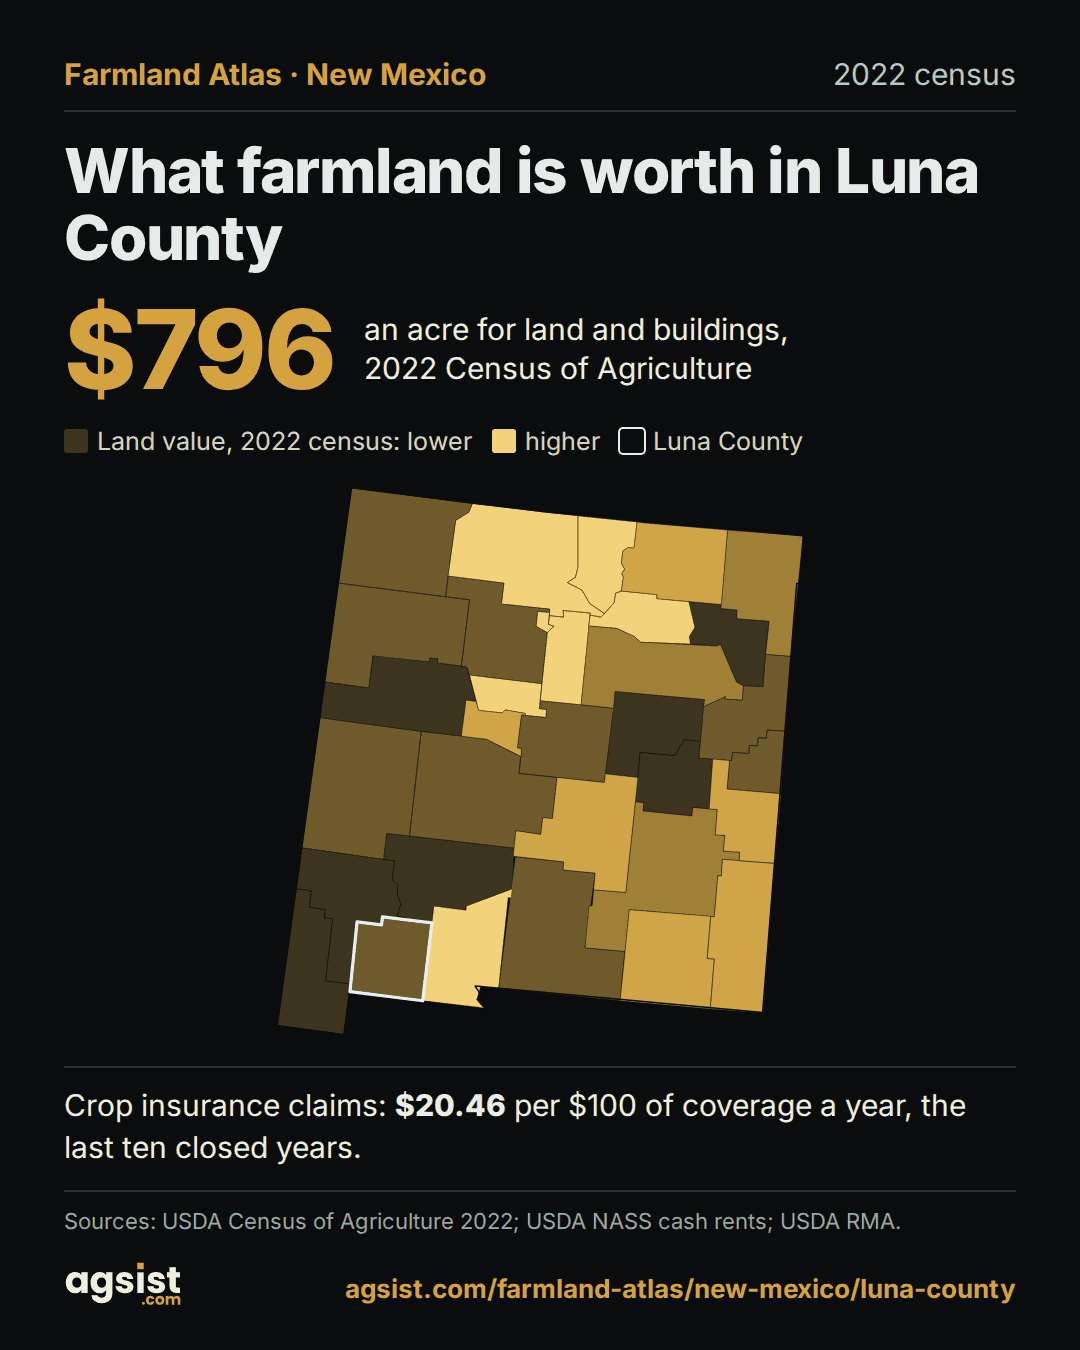 Farmland Atlas · New Mexico
2022 census
What farmland is worth in Luna
County
$796
an acre for land and buildings,
2022 Census of Agriculture
Land value, 2022 census: lower
higher
Luna County
Crop insurance claims: $20.46 per $100 of coverage a year, the
last ten closed years.
Sources: USDA Census of Agriculture 2022; USDA NASS cash rents; USDA RMA.
agsist
.com
agsist.com/farmland-atlas/new-mexico/luna-county